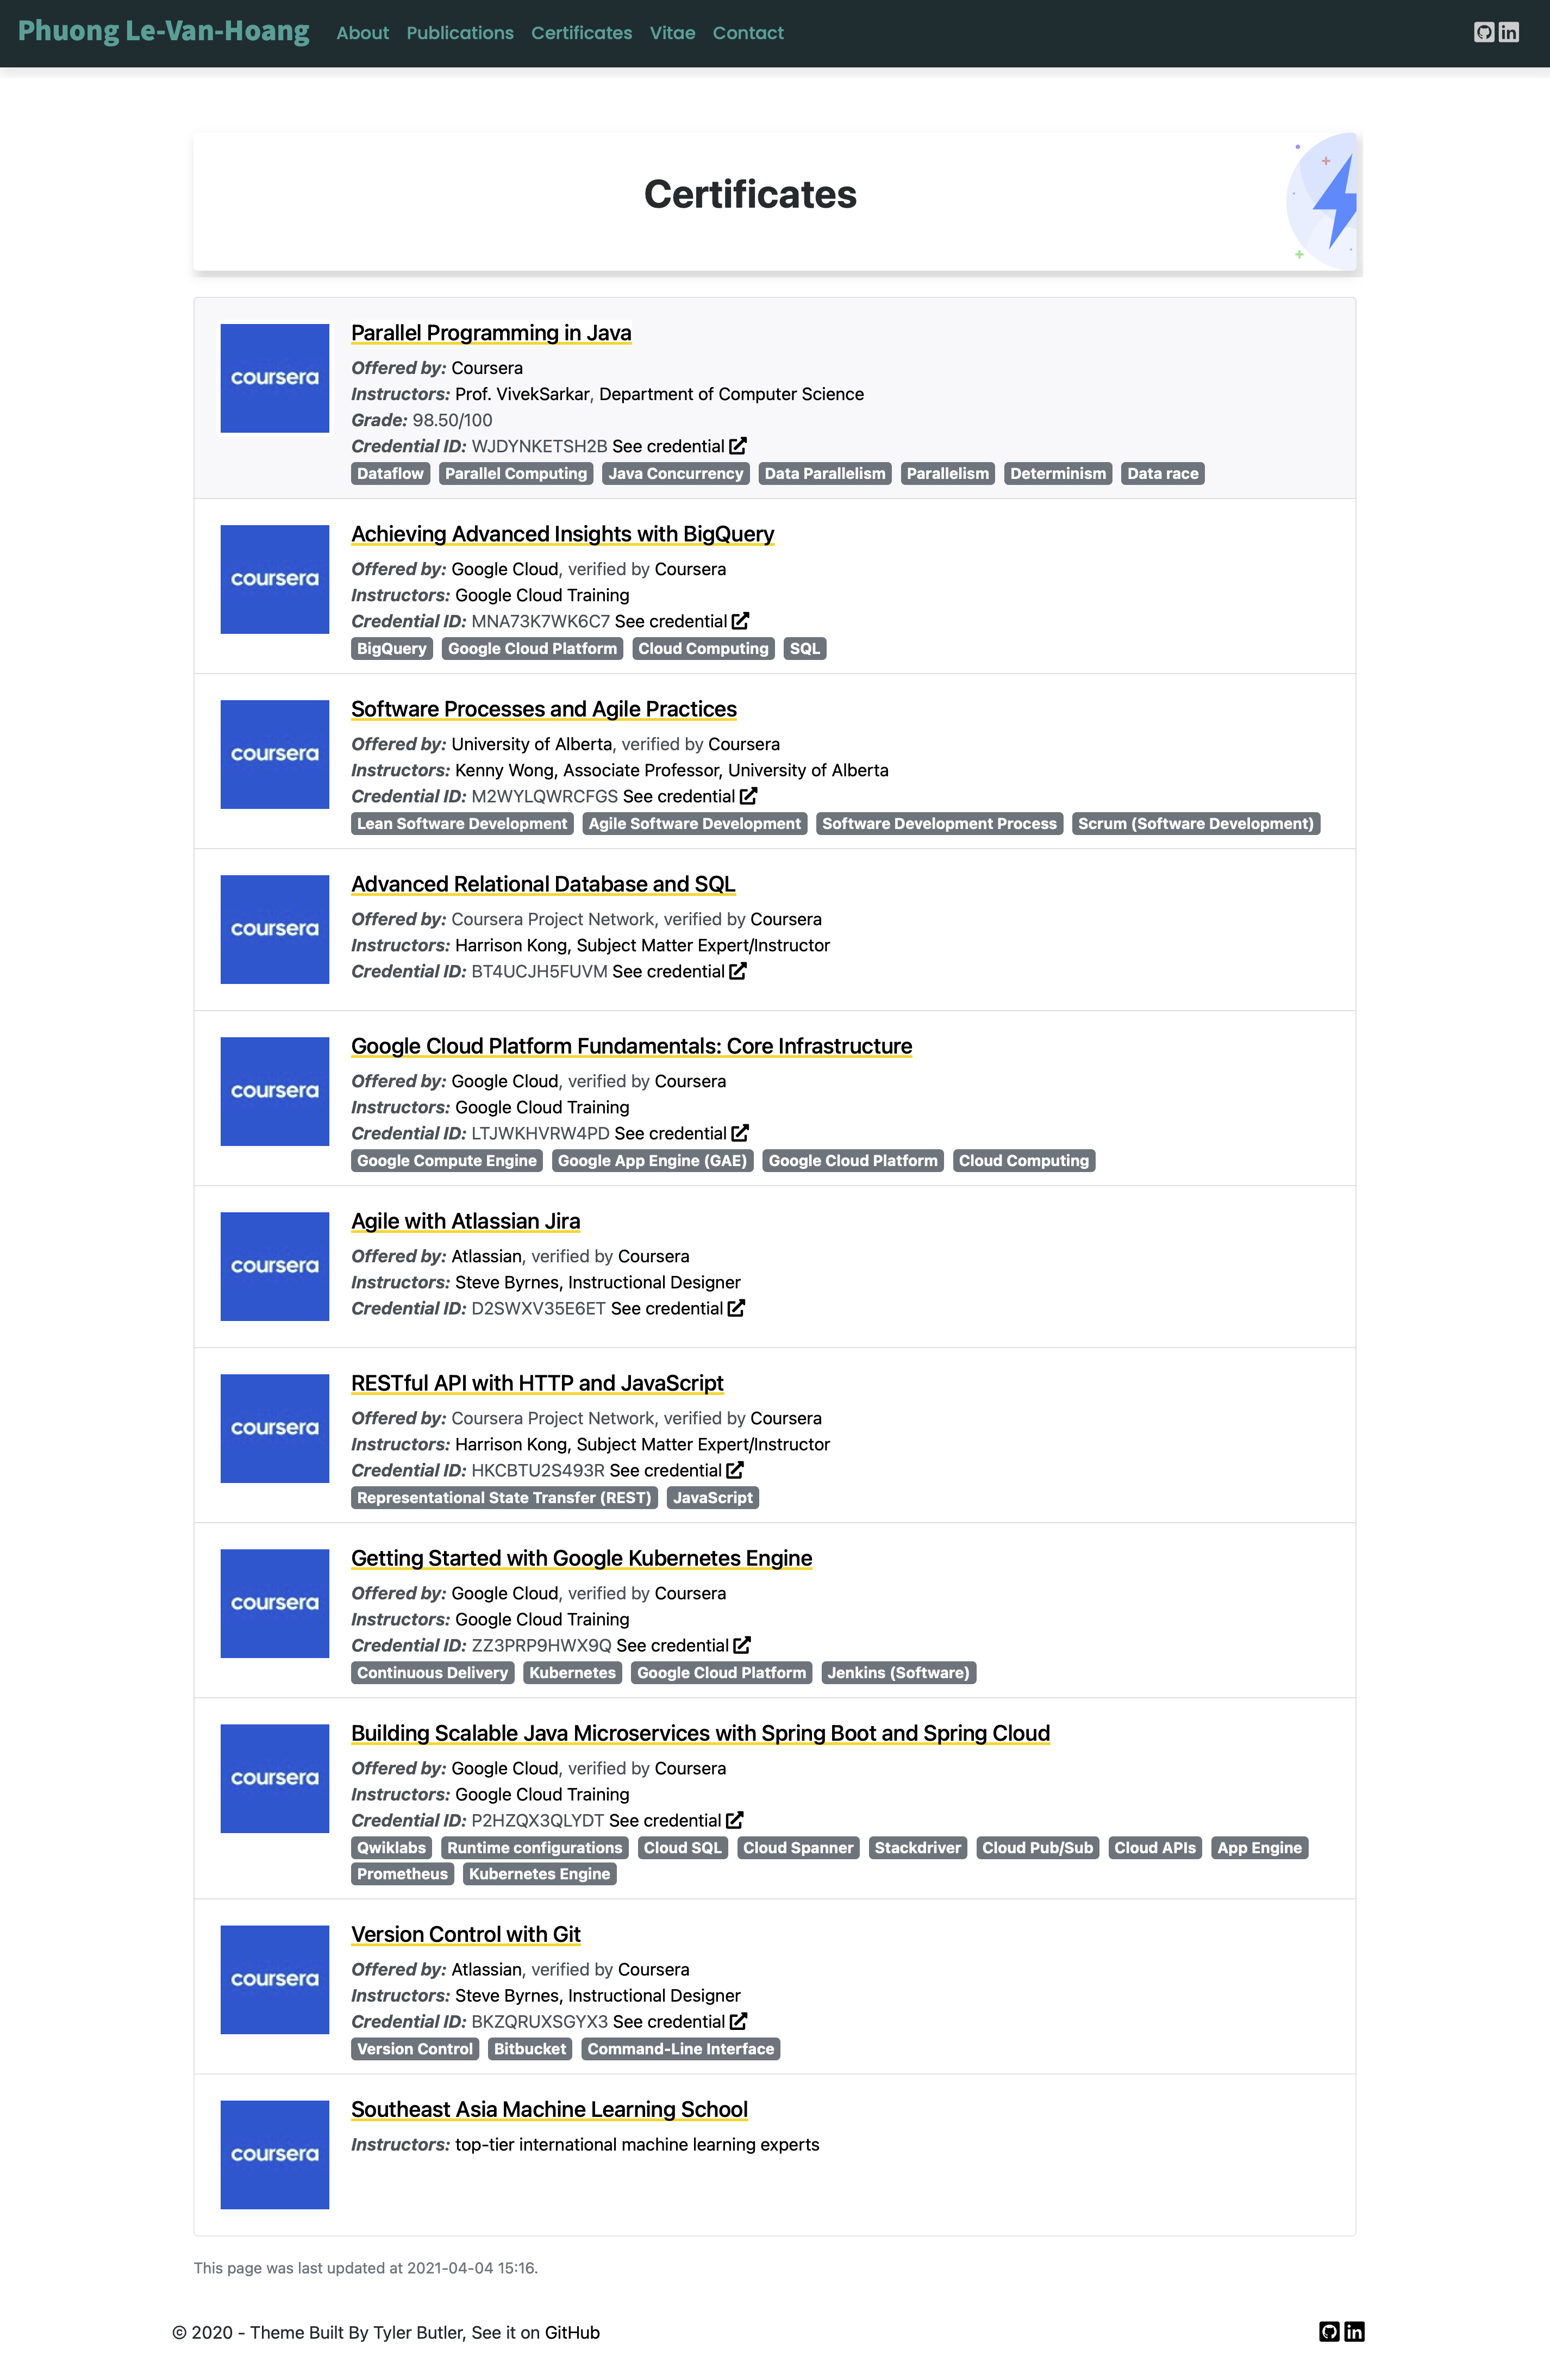 Phuong Le-Van-Hoang About Publications Certificates Vitae Contact
Certificates
coursera
Parallel Programming in Java
Offered by: Coursera
Instructors: Prof. VivekSarkar, Department of Computer Science
Grade: 98.50/100
Credential ID: WJDYNKETSH2B See credential
Dataflow Parallel Computing Java Concurrency Data Parallelism Parallelism Determinism Data race
coursera
Achieving Advanced Insights with BigQuery
Offered by: Google Cloud, verified by Coursera
Instructors: Google Cloud Training
Credential ID: MNA73K7WK6C7 See credential
BigQuery Google Cloud Platform Cloud Computing SQL
coursera
Software Processes and Agile Practices
Offered by: University of Alberta, verified by Coursera
Instructors: Kenny Wong, Associate Professor, University of Alberta
Credential ID: M2WYLQWRCFGS See credential
Lean Software Development Agile Software Development Software Development Process Scrum (Software Development)
coursera
Advanced Relational Database and SQL
Offered by: Coursera Project Network, verified by Coursera
Instructors: Harrison Kong, Subject Matter Expert/Instructor
Credential ID: BT4UCJH5FUVM See credential
coursera
Google Cloud Platform Fundamentals: Core Infrastructure
Offered by: Google Cloud, verified by Coursera
Instructors: Google Cloud Training
Credential ID: LTJWKHVRW4PD See credential
Google Compute Engine Google App Engine (GAE) Google Cloud Platform Cloud Computing
coursera
Agile with Atlassian Jira
Offered by: Atlassian, verified by Coursera
Instructors: Steve Byrnes, Instructional Designer
Credential ID: D2SWXV35E6ET See credential
coursera
RESTful API with HTTP and JavaScript
Offered by: Coursera Project Network, verified by Coursera
Instructors: Harrison Kong, Subject Matter Expert/Instructor
Credential ID: HKCBTU2S493R See credential
Representational State Transfer (REST) JavaScript
coursera
Getting Started with Google Kubernetes Engine
Offered by: Google Cloud, verified by Coursera
Instructors: Google Cloud Training
Credential ID: ZZ3PRP9HWX9Q See credential
Continuous Delivery Kubernetes Google Cloud Platform Jenkins (Software)
coursera
Building Scalable Java Microservices with Spring Boot and Spring Cloud
Offered by: Google Cloud, verified by Coursera
Instructors: Google Cloud Training
Credential ID: P2HZQX3QLYDT See credential
Qwiklabs Runtime configurations Cloud SQL Cloud Spanner Stackdriver Cloud Pub/Sub Cloud APIs App Engine
Prometheus Kubernetes Engine
coursera
Version Control with Git
Offered by: Atlassian, verified by Coursera
Instructors: Steve Byrnes, Instructional Designer
Credential ID: BKZQRUXSGYX3 See credential
Version Control Bitbucket Command-Line Interface
coursera
Southeast Asia Machine Learning School
Instructors: top-tier international machine learning experts
This page was last updated at 2021-04-04 15:16.
© 2020 - Theme Built By Tyler Butler, See it on GitHub